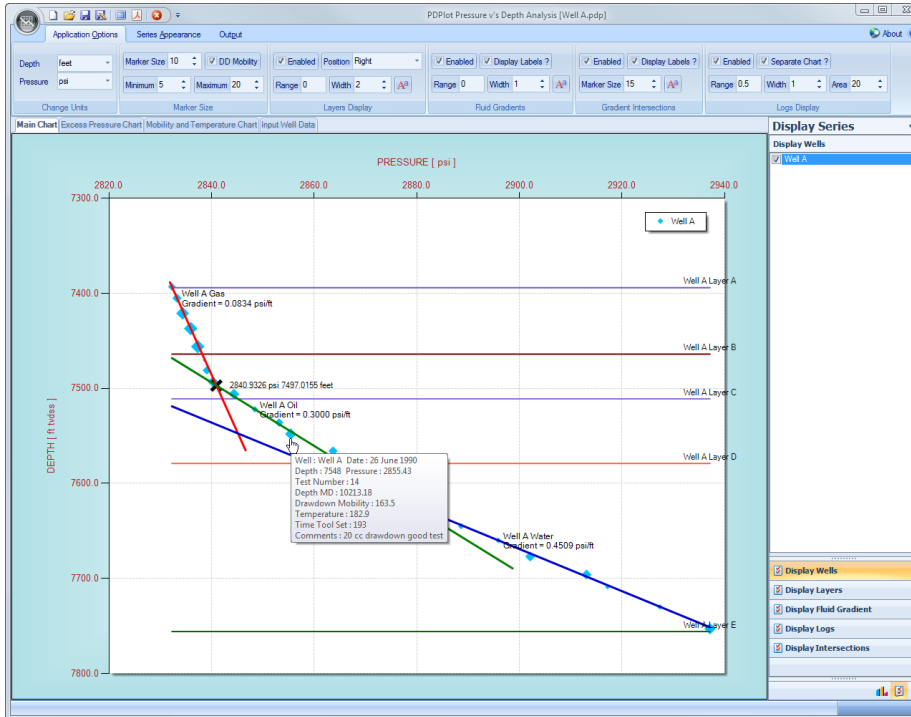 PDPlot Pressure v's Depth Analysis [Well A.pdp]
Application Options Series Appearance Output About
Depth feet Marker Size 10 DD Mobility Enabled Position Right Enabled Display Labels ? Enabled Display Labels ? Enabled Separate Chart ?
Pressure psi Minimum 5 Maximum 20 Range 0 Width 2 Aa Range 0 Width 1 Aa Marker Size 15 Aa Range 0.5 Width 1 Area 20
Change Units Marker Size Layers Display Fluid Gradients Gradient Intersections Logs Display
Main Chart Excess Pressure Chart Mobility and Temperature Chart Input Well Data
Display Series
Display Wells
Well A
PRESSURE [ psi ]
2820.0 2840.0 2860.0 2880.0 2900.0 2920.0 2940.0
7300.0
Well A
Well A Layer A
7400.0
Well A Gas
Gradient = 0.0834 psi/ft
Well A Layer B
2840.9326 psi 7497.0155 feet
7500.0
Well A Layer C
Well A Oil
Gradient = 0.3000 psi/ft
DEPTH [ ft tvdss ]
Well A Layer D
Well : Well A Date : 26 June 1990
Depth : 7548 Pressure : 2855.43
Test Number : 14
Depth MD : 10213.18
Drawdown Mobility : 163.5
Temperature : 182.9
Time Tool Set : 193
Comments : 20 cc drawdown good test
7600.0
Well A Water
Gradient = 0.4509 psi/ft
7700.0
Well A Layer E
7800.0
Display Wells
Display Layers
Display Fluid Gradient
Display Logs
Display Intersections